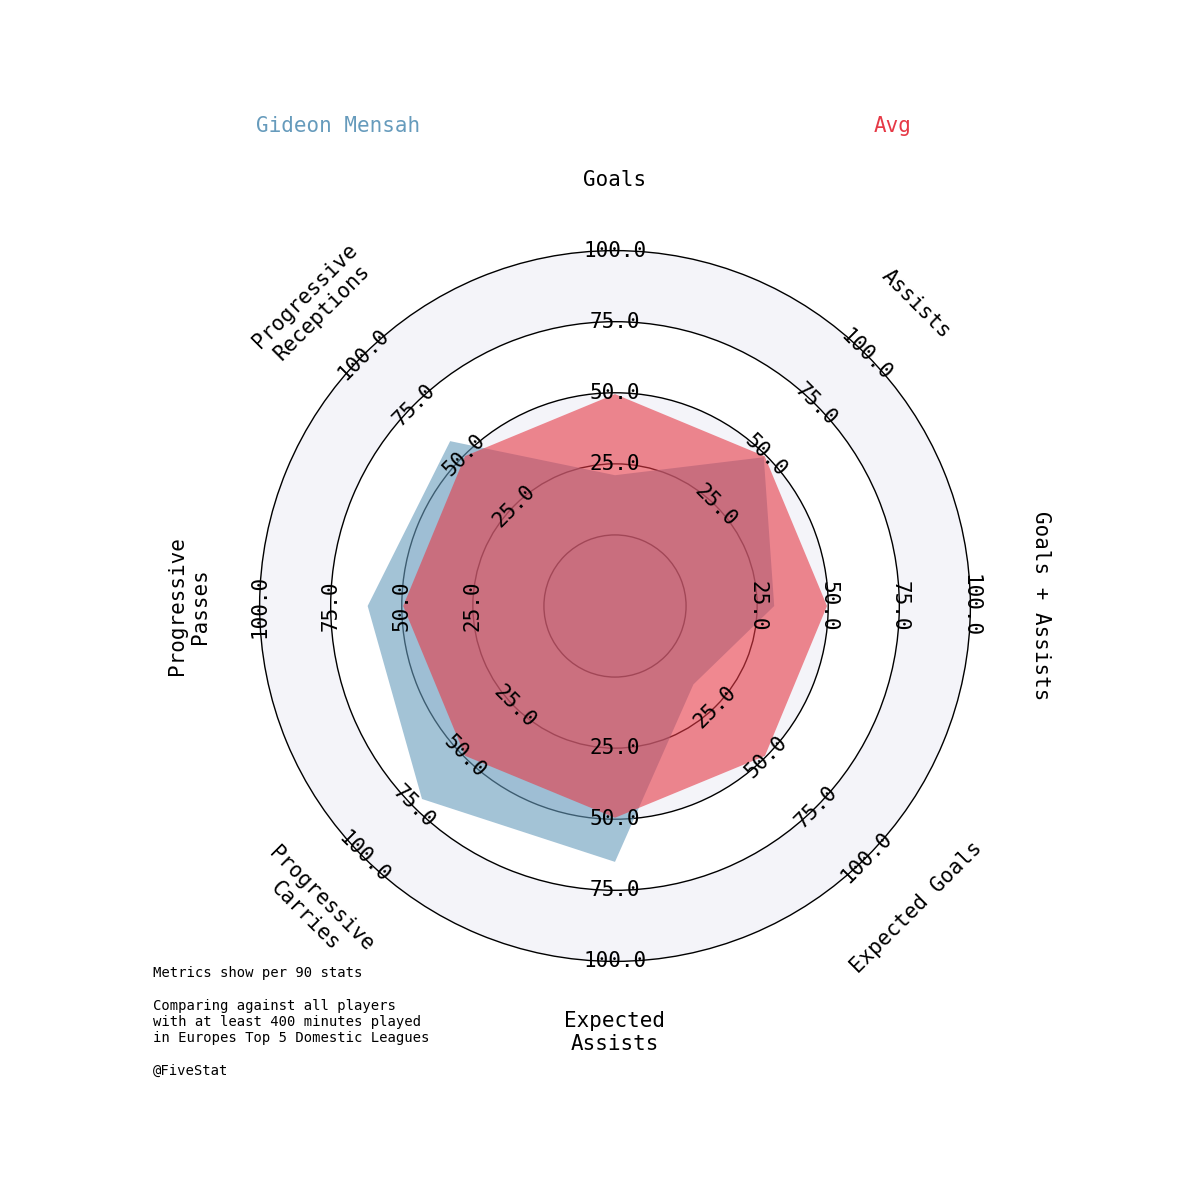 Gideon Mensah
Avg
Goals
Assists
Goals + Assists
Expected Goals
Expected
Assists
Progressive
Carries
Progressive
Passes
Progressive
Receptions
25.0
50.0
75.0
100.0
25.0
50.0
75.0
100.0
25.0
50.0
75.0
100.0
25.0
50.0
75.0
100.0
25.0
50.0
75.0
100.0
25.0
50.0
75.0
100.0
25.0
50.0
75.0
100.0
25.0
50.0
75.0
100.0
Metrics show per 90 stats
Comparing against all players
with at least 400 minutes played
in Europes Top 5 Domestic Leagues
@FiveStat